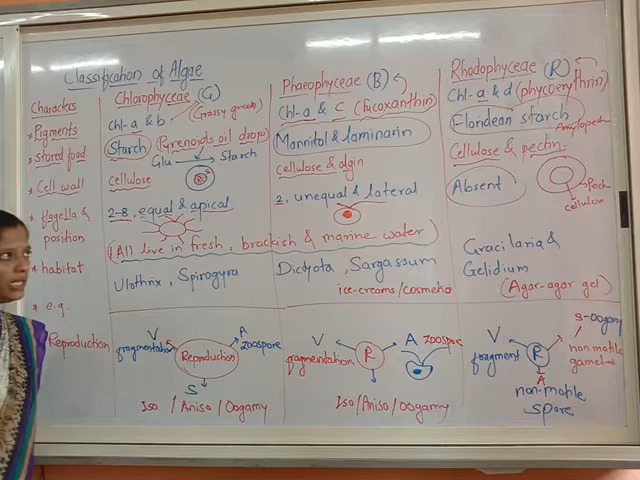 Classification of Algae
Characters
* Pigments
* Stored food
* Cell wall
* flagella &
position
* habitat
* e.g.
Reproduction
Chlorophyceae (G)
(Grassy green)
chl-a & b
Starch (Pyrenoids oil drops)
Glu → Starch
Cellulose
2-8, equal & apical
(All live in fresh, brackish & marine water)
Ulothrix, Spirogyra
V
fragmentation
Reproduction
A
zoospore
S
Iso / Aniso / Oogamy
Phaeophyceae (B)
Chl-a & c (fucoxanthin)
Mannitol & laminarin
Cellulose & algin
2, unequal & lateral
Dictyota, Sargassum
ice-creams/cosmetic
V
fragmentation
R
A zoospore
Iso/Aniso/Oogamy
Rhodophyceae (R)
Chl-a & d (phycoerythrin)
Floridean starch
Amylopech
Cellulose & pectin
Absent
Pech
cellulose
Gracilaria &
Gelidium
(Agar-agar gel)
V
fragment
R
S-Oogamy
non motile
gamet
A
non-motile
spore